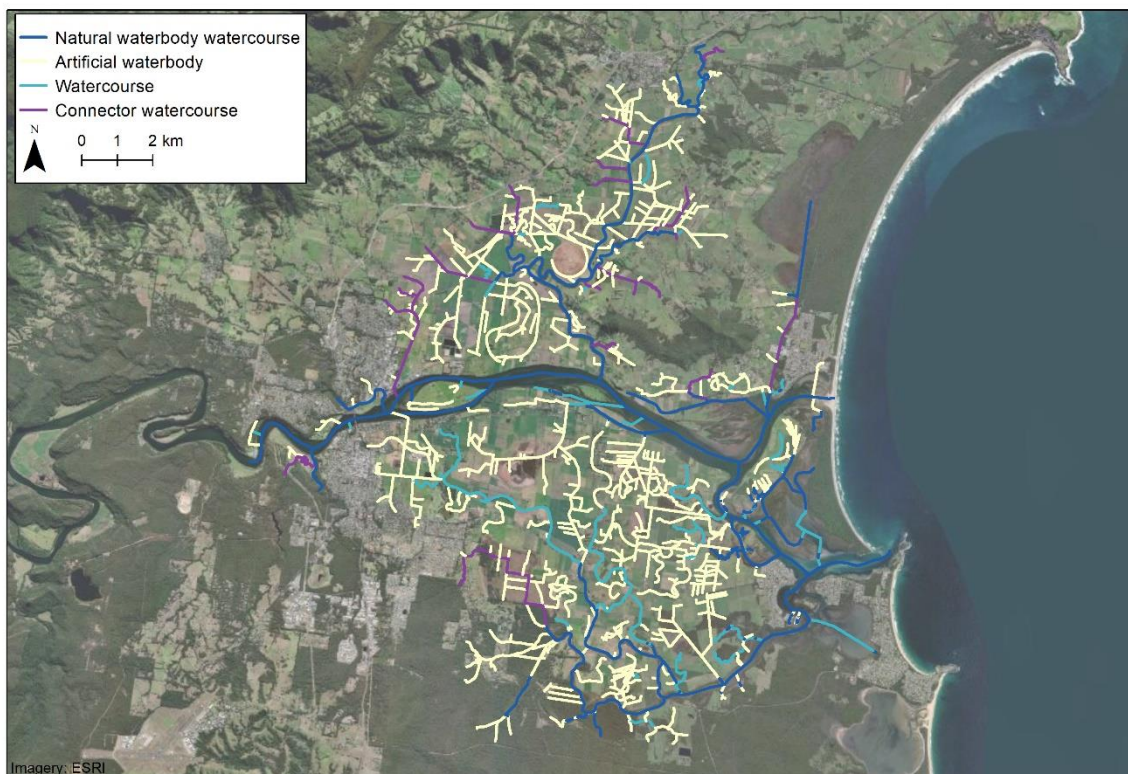 Natural waterbody watercourse
Artificial waterbody
Watercourse
Connector watercourse
N
0 1 2 km
Imagery: ESRI